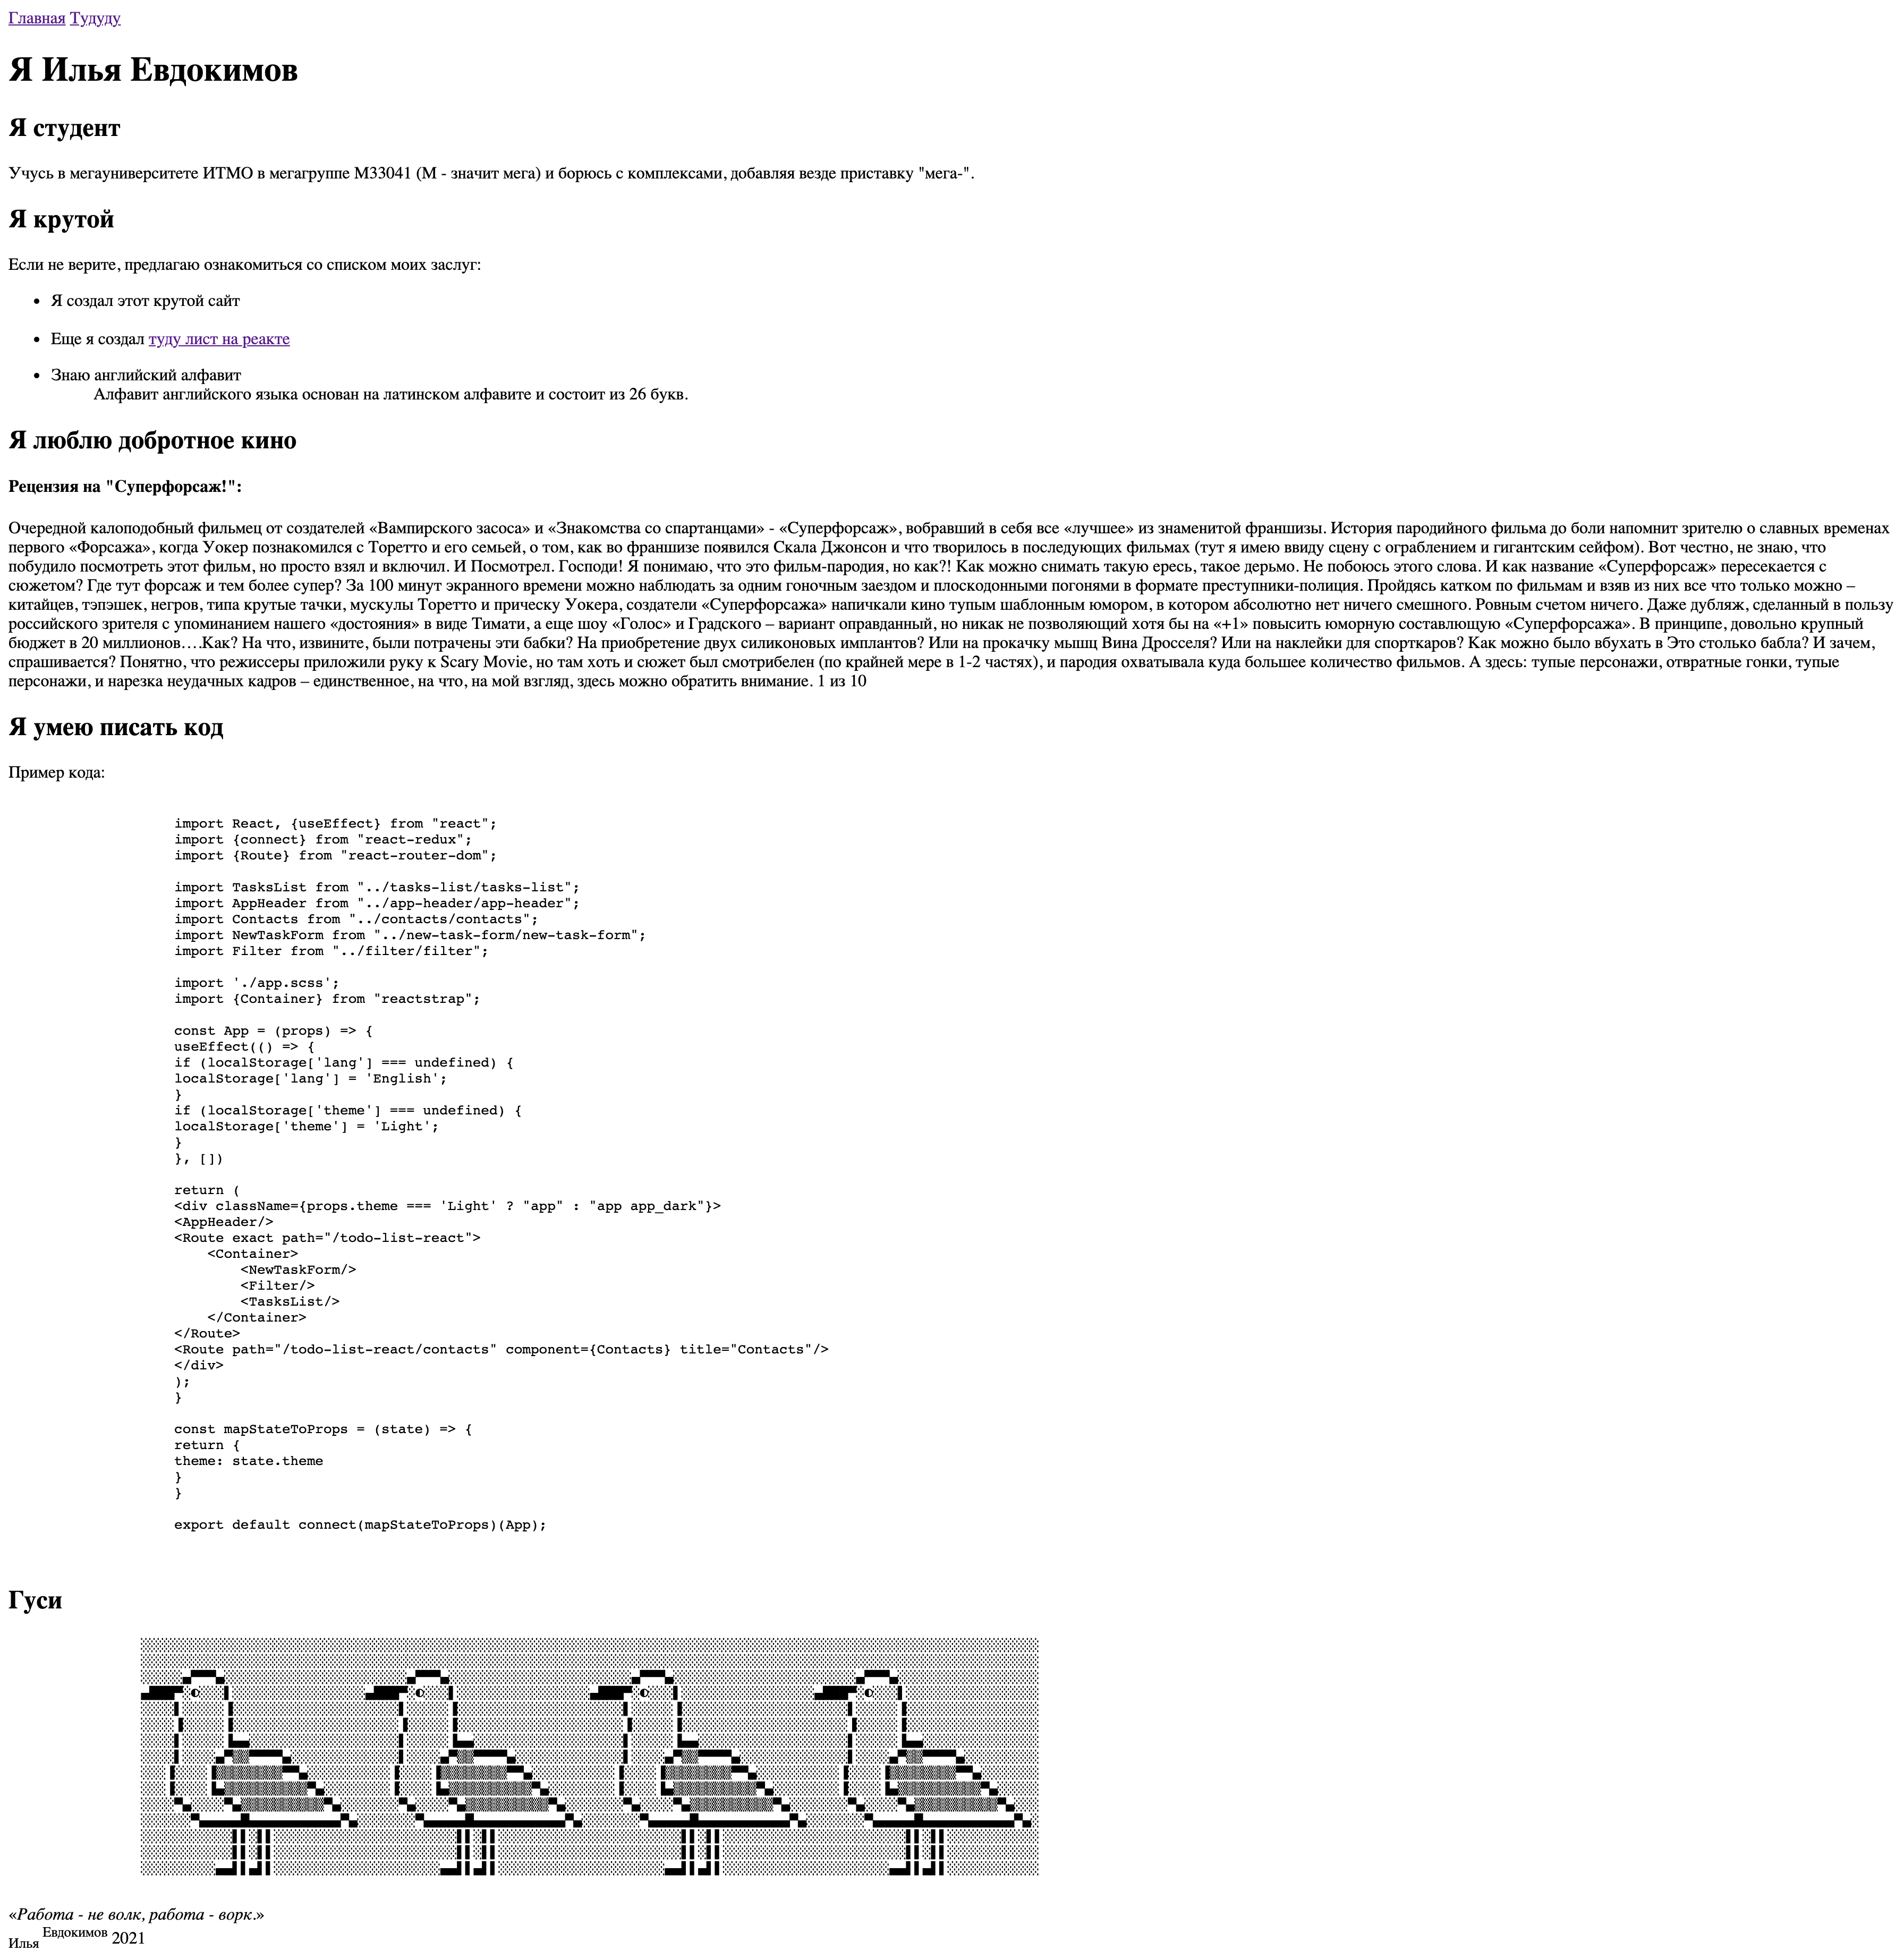 Главная Тududу
Я Илья Евдокимов
Я студент
Учусь в мегауниверситете ИТМО в мегагруппе М33041 (М - значит мега) и борюсь с комплексами, добавляя везде приставку "мега-".
Я крутой
Если не верите, предлагаю ознакомиться со списком моих заслуг:
• Я создал этот крутой сайт
• Еще я создал туду лист на реакте
• Знаю английский алфавит
Алфавит английского языка основан на латинском алфавите и состоит из 26 букв.
Я люблю добротное кино
Рецензия на "Суперфорсаж!":
Очередной калоподобный фильмец от создателей «Вампирского засоса» и «Знакомства со спартанцами» - «Суперфорсаж», вобравший в себя все «лучшее» из знаменитой франшизы. История пародийного фильма до боли напомнит зрителю о славных временах
первого «Форсажа», когда Уокер познакомился с Торетто и его семьей, о том, как во франшизе появился Скала Джонсон и что творилось в последующих фильмах (тут я имею ввиду сцену с ограблением и гигантским сейфом). Вот честно, не знаю, что
побудило посмотреть этот фильм, но просто взял и включил. И Посмотрел. Господи! Я понимаю, что это фильм-пародия, но как?! Как можно снимать такую ересь, такое дерьмо. Не побоюсь этого слова. И как название «Суперфорсаж» пересекается с
сюжетом? Где тут форсаж и тем более супер? За 100 минут экранного времени можно наблюдать за одним гоночным заездом и плоскодонными погонями в формате преступники-полиция. Пройдясь катком по фильмам и взяв из них все что только можно –
китайцев, тэпэшек, негров, типа крутые тачки, мускулы Торетто и прическу Уокера, создатели «Суперфорсажа» напичкали кино тупым шаблонным юмором, в котором абсолютно нет ничего смешного. Ровным счетом ничего. Даже дубляж, сделанный в пользу
российского зрителя с упоминанием нашего «достояния» в виде Тимати, а еще шоу «Голос» и Градского – вариант оправданный, но никак не позволяющий хотя бы на «+1» повысить юморную составлющую «Суперфорсажа». В принципе, довольно крупный
бюджет в 20 миллионов….Как? На что, извините, были потрачены эти бабки? На приобретение двух силиконовых имплантов? Или на прокачку мышц Вина Дросселя? Или на наклейки для спорткаров? Как можно было вбухать в Это столько бабла? И зачем,
спрашивается? Понятно, что режиссеры приложили руку к Scary Movie, но там хоть и сюжет был смотрибелен (по крайней мере в 1-2 частях), и пародия охватывала куда большее количество фильмов. А здесь: тупые персонажи, отвратные гонки, тупые
персонажи, и нарезка неудачных кадров – единственное, на что, на мой взгляд, здесь можно обратить внимание. 1 из 10
Я умею писать код
Пример кода:
import React, {useEffect} from "react";
import {connect} from "react-redux";
import {Route} from "react-router-dom";
import TasksList from "../tasks-list/tasks-list";
import AppHeader from "../app-header/app-header";
import Contacts from "../contacts/contacts";
import NewTaskForm from "../new-task-form/new-task-form";
import Filter from "../filter/filter";
import './app.scss';
import {Container} from "reactstrap";
const App = (props) => {
useEffect(() => {
if (localStorage['lang'] === undefined) {
localStorage['lang'] = 'English';
}
if (localStorage['theme'] === undefined) {
localStorage['theme'] = 'Light';
}
}, [])
return (
<div className={props.theme === 'Light' ? "app" : "app app_dark"}>
<AppHeader/>
<Route exact path="/todo-list-react">
<Container>
<NewTaskForm/>
<Filter/>
<TasksList/>
</Container>
</Route>
<Route path="/todo-list-react/contacts" component={Contacts} title="Contacts"/>
</div>
);
}
const mapStateToProps = (state) => {
return {
theme: state.theme
}
}
export default connect(mapStateToProps)(App);
Гуси
«Работа - не волк, работа - ворк.»
Илья Евдокимов 2021